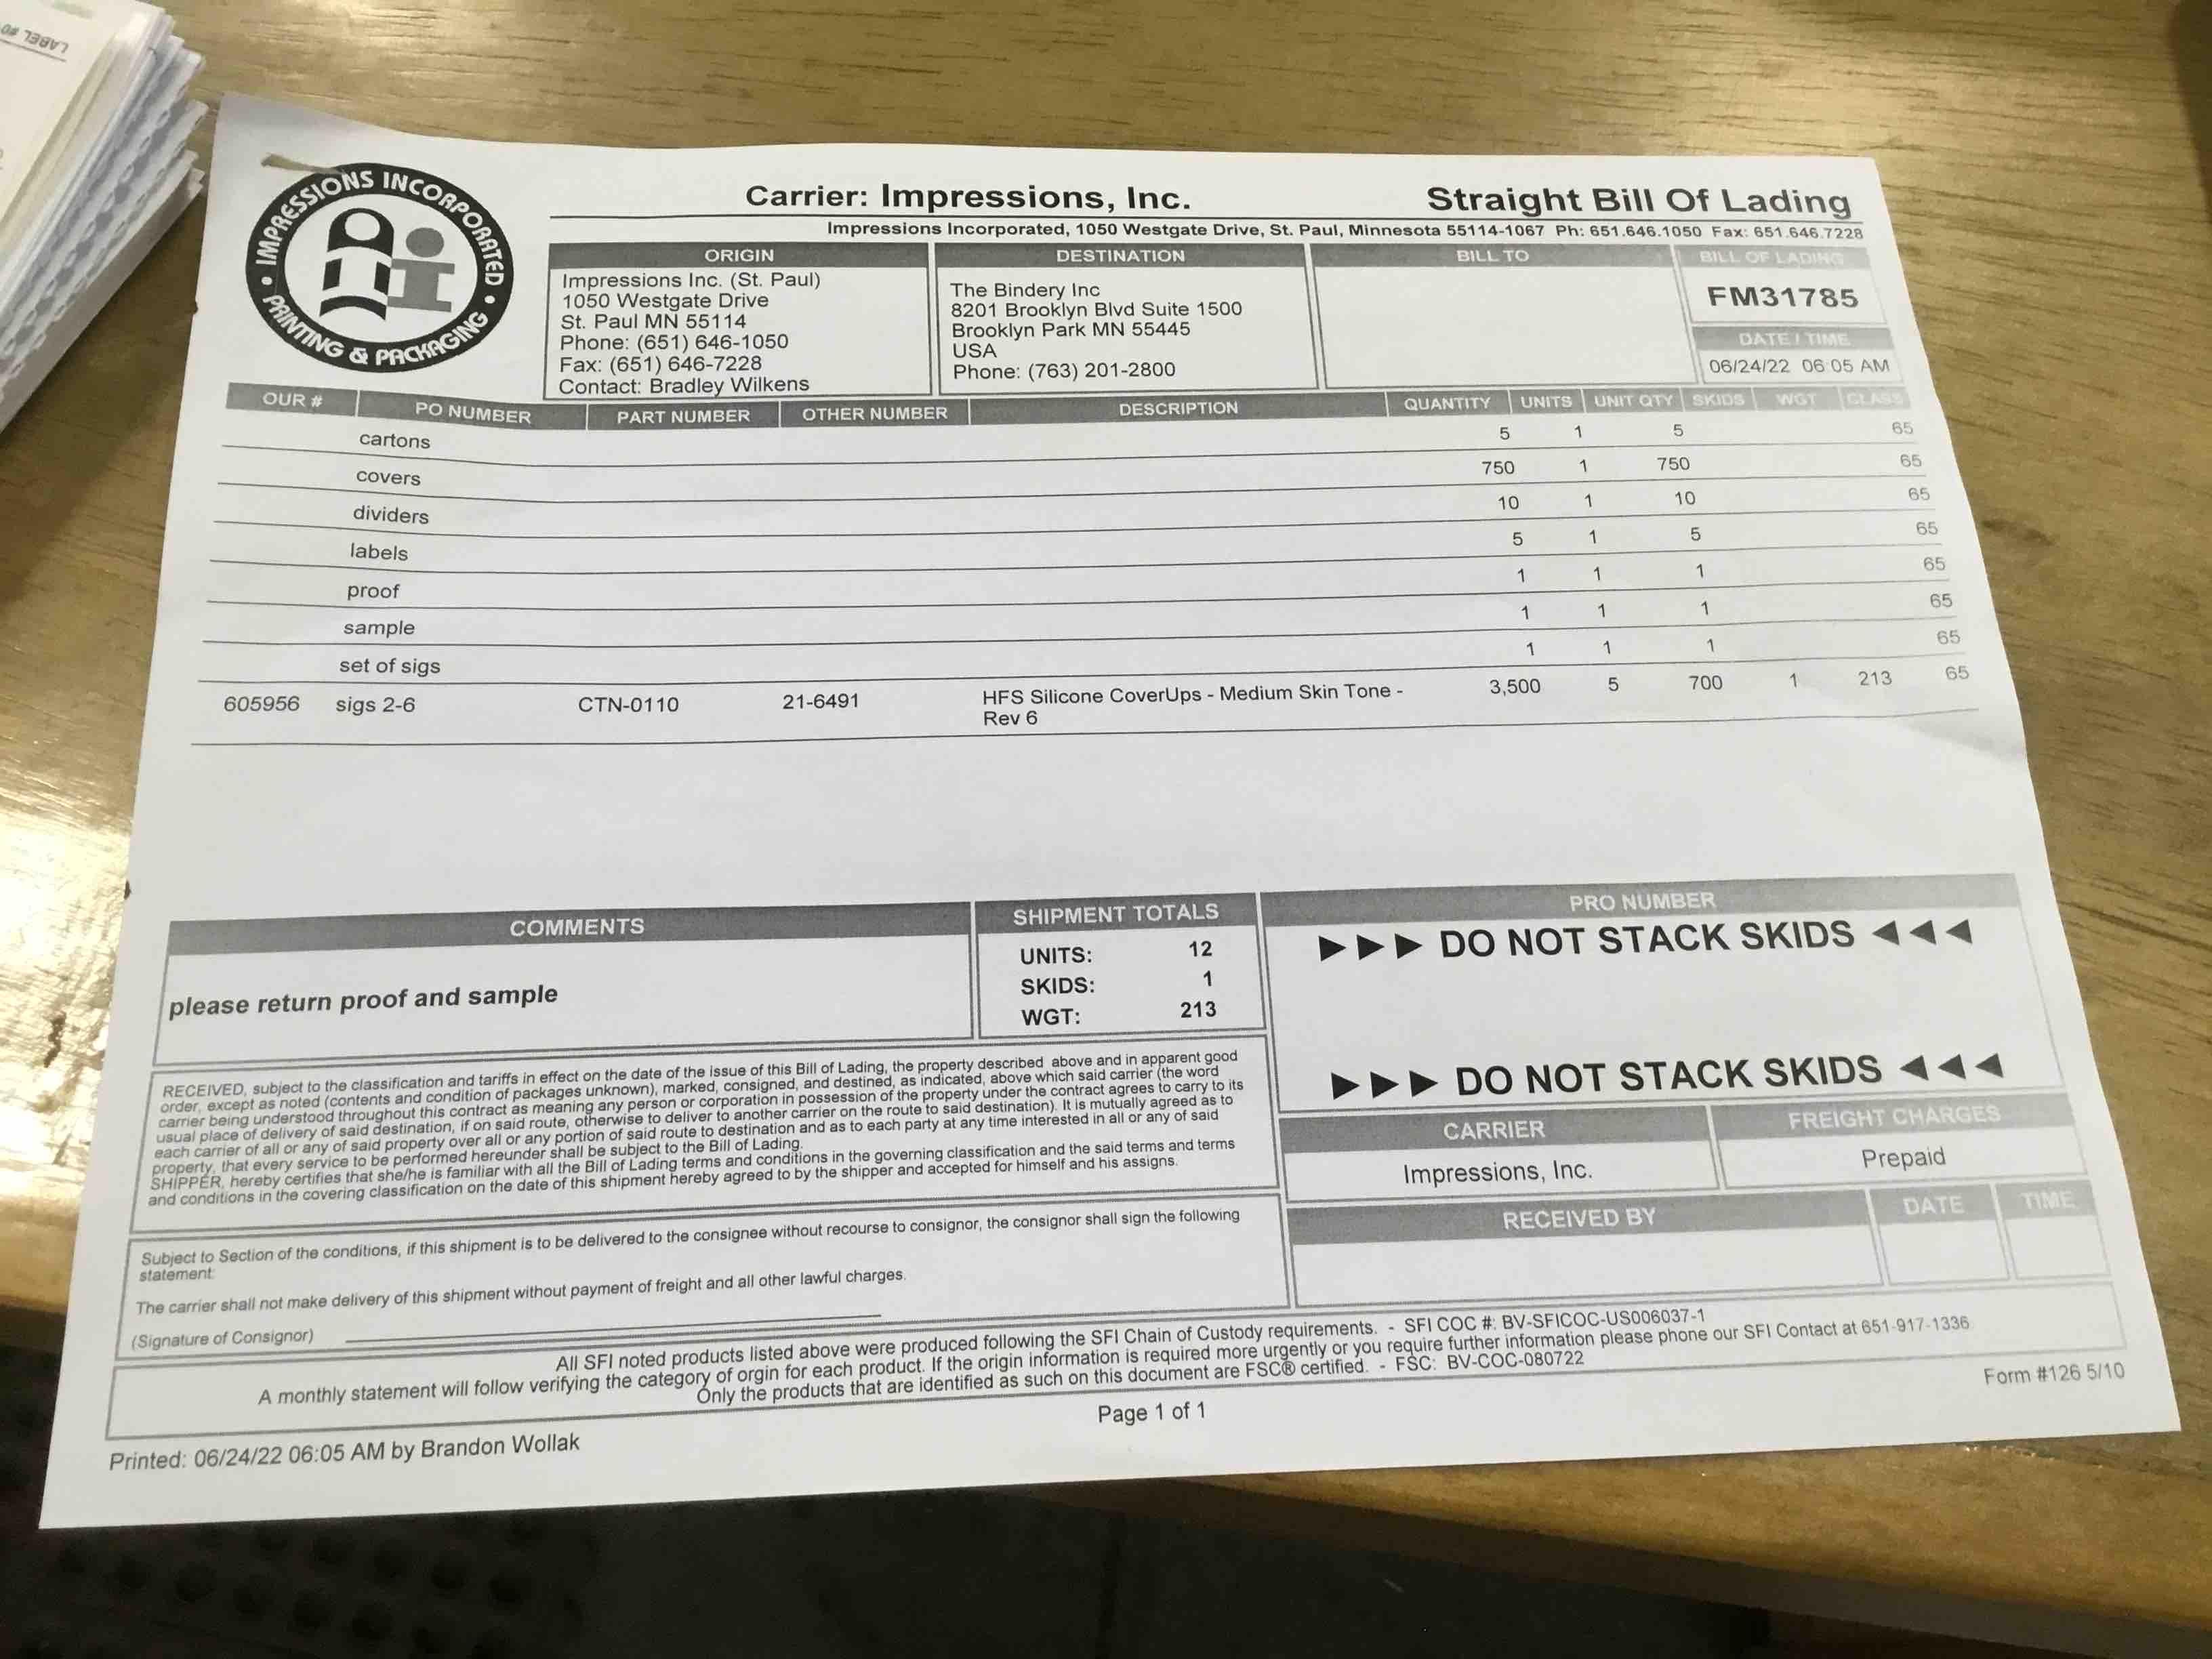 LABEL #0
IMPRESSIONS INCORPORATED • PRINTING & PACKAGING •
Carrier: Impressions, Inc.
Straight Bill Of Lading
Impressions Incorporated, 1050 Westgate Drive, St. Paul, Minnesota 55114-1067 Ph: 651.646.1050 Fax: 651.646.7228
ORIGIN
Impressions Inc. (St. Paul)
1050 Westgate Drive
St. Paul MN 55114
Phone: (651) 646-1050
Fax: (651) 646-7228
Contact: Bradley Wilkens
DESTINATION
The Bindery Inc
8201 Brooklyn Blvd Suite 1500
Brooklyn Park MN 55445
USA
Phone: (763) 201-2800
BILL TO
BILL OF LADING
FM31785
DATE / TIME
06/24/22 06:05 AM
OUR # PO NUMBER PART NUMBER OTHER NUMBER DESCRIPTION QUANTITY UNITS UNIT QTY SKIDS WGT CLASS
cartons 5 1 5 65
covers 750 1 750 65
dividers 10 1 10 65
labels 5 1 5 65
proof 1 1 1 65
sample 1 1 1 65
set of sigs 1 1 1 65
605956 sigs 2-6 CTN-0110 21-6491 HFS Silicone CoverUps - Medium Skin Tone - 3,500 5 700 1 213 65
Rev 6
COMMENTS
please return proof and sample
SHIPMENT TOTALS
UNITS: 12
SKIDS: 1
WGT: 213
PRO NUMBER
►►► DO NOT STACK SKIDS ◄◄◄
►►► DO NOT STACK SKIDS ◄◄◄
RECEIVED, subject to the classification and tariffs in effect on the date of the issue of this Bill of Lading, the property described above and in apparent good
order, except as noted (contents and condition of packages unknown), marked, consigned, and destined, as indicated, above which said carrier (the word
carrier being understood throughout this contract as meaning any person or corporation in possession of the property under the contract agrees to carry to its
usual place of delivery of said destination, if on said route, otherwise to deliver to another carrier on the route to said destination). It is mutually agreed as to
each carrier of all or any of said property over all or any portion of said route to destination and as to each party at any time interested in all or any of said
property, that every service to be performed hereunder shall be subject to the Bill of Lading.
SHIPPER, hereby certifies that she/he is familiar with all the Bill of Lading terms and conditions in the governing classification and the said terms and terms
and conditions in the covering classification on the date of this shipment hereby agreed to by the shipper and accepted for himself and his assigns.
CARRIER
Impressions, Inc.
FREIGHT CHARGES
Prepaid
RECEIVED BY
DATE
TIME
Subject to Section of the conditions, if this shipment is to be delivered to the consignee without recourse to consignor, the consignor shall sign the following
statement:
The carrier shall not make delivery of this shipment without payment of freight and all other lawful charges.
(Signature of Consignor)
All SFI noted products listed above were produced following the SFI Chain of Custody requirements. - SFI COC #: BV-SFICOC-US006037-1
A monthly statement will follow verifying the category of orgin for each product. If the origin information is required more urgently or you require further information please phone our SFI Contact at 651-917-1336
Only the products that are identified as such on this document are FSC® certified. - FSC: BV-COC-080722
Form #126 5/10
Page 1 of 1
Printed: 06/24/22 06:05 AM by Brandon Wollak